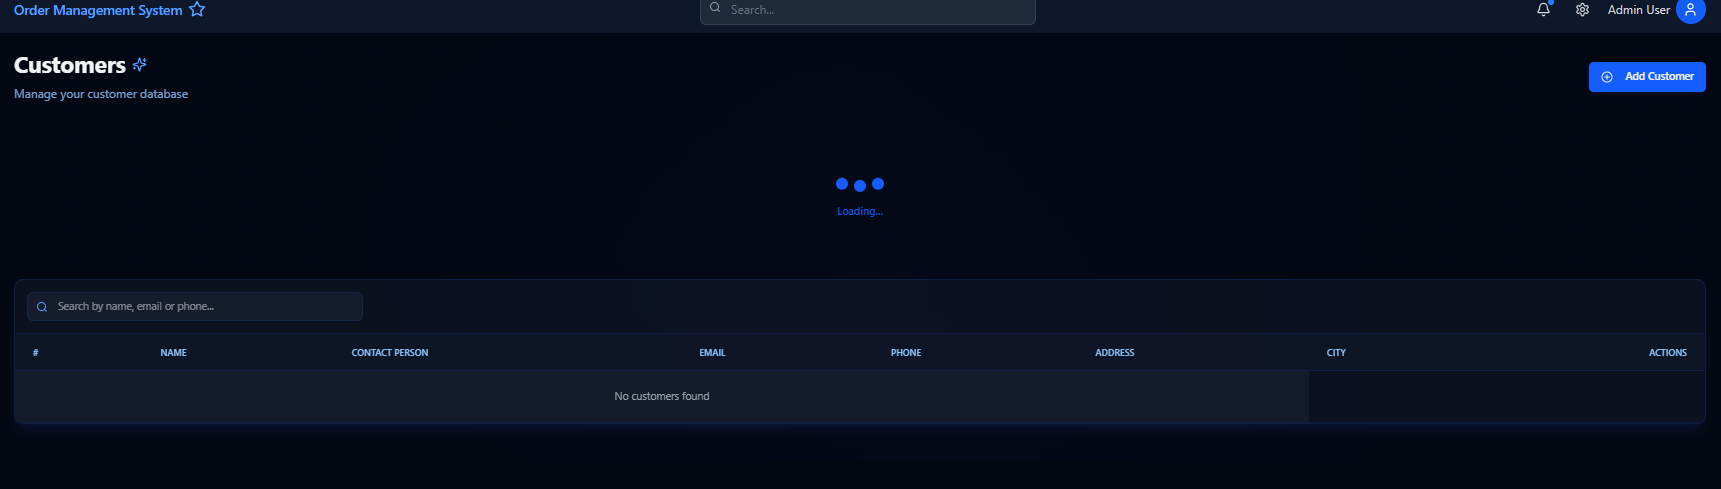 Order Management System
Search...
Admin User
Customers
Manage your customer database
Add Customer
Loading...
Search by name, email or phone...
# NAME CONTACT PERSON EMAIL PHONE ADDRESS CITY ACTIONS
No customers found